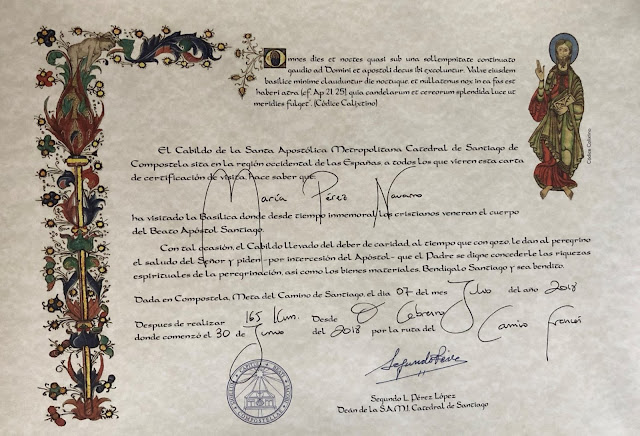 Omnes dies et noctes quasi sub una sollempnitate continuato
gaudio ad Domini et apostoli decus ibi excoluntur. Valve eiusdem
basilice minime clauduntur die noctuque, et nullatenus nox in ea fas est
haberi atra (cf. Ap 21 25), quia candelarum et cereorum splendida luce ut
meridies fulget". (Códice Calixtino)
Códice Calixtino
El Cabildo de la Santa Apostólica Metropolitana Catedral de Santiago de
Compostela sita en la región occidental de las Españas, a todos los que vieren esta carta
de certificación de visita, hace saber que:
María Pérez Navarro
ha visitado la Basílica donde desde tiempo inmemorial los cristianos veneran el cuerpo
del Beato Apóstol Santiago.
Con tal ocasión, el Cabildo llevado del deber de caridad, al tiempo que con gozo le dan al peregrino
el saludo del Señor y piden -por intercesión del Apóstol- que el Padre se digne concederle las riquezas
espirituales de la peregrinación, así como los bienes materiales. Bendígalo Santiago y sea bendito.
Dada en Compostela, Meta del Camino de Santiago, el día 07 del mes Julio del año 2018
Despues de realizar 165 Km. Desde O Cebreiro
donde comenzó el 30 de Junio del 2018 por la ruta del Camino Francés
Segundo L. Pérez López
Deán de la S.A.M.I. Catedral de Santiago